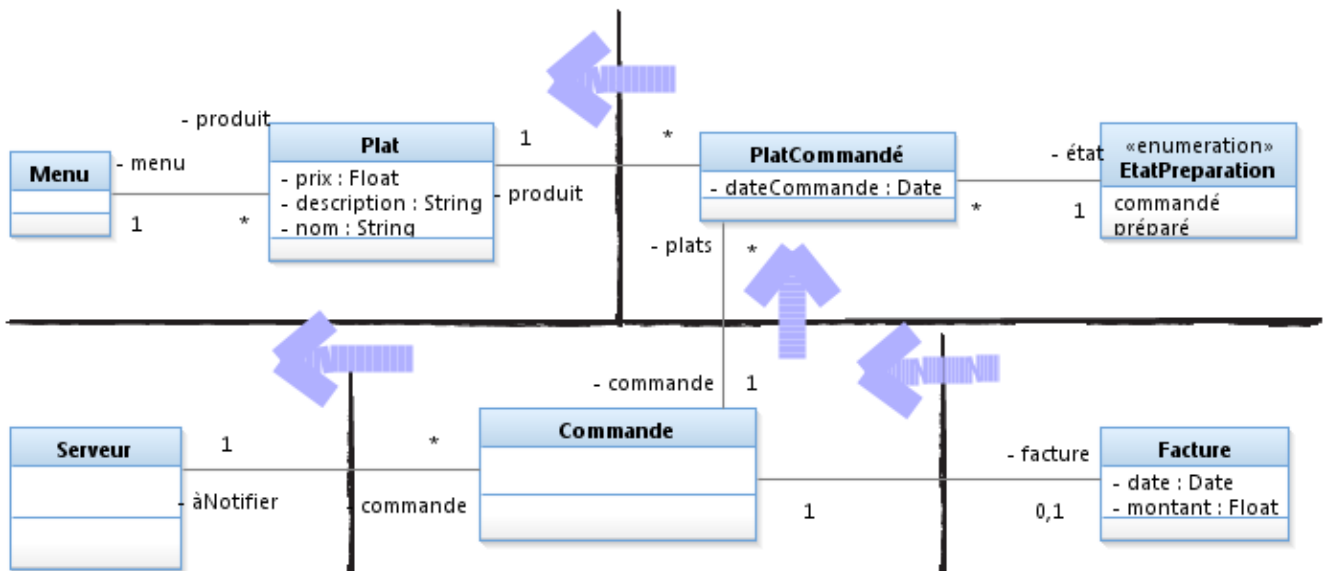 - produit
Menu
- menu
1
*
Plat
- prix : Float
- description : String
- nom : String
1
*
- produit
PlatCommandé
- dateCommande : Date
- état
*
1
«enumeration»
EtatPreparation
commandé
préparé
- plats
*
- commande
1
Serveur
1
*
- àNotifier
commande
Commande
1
- facture
0,1
Facture
- date : Date
- montant : Float